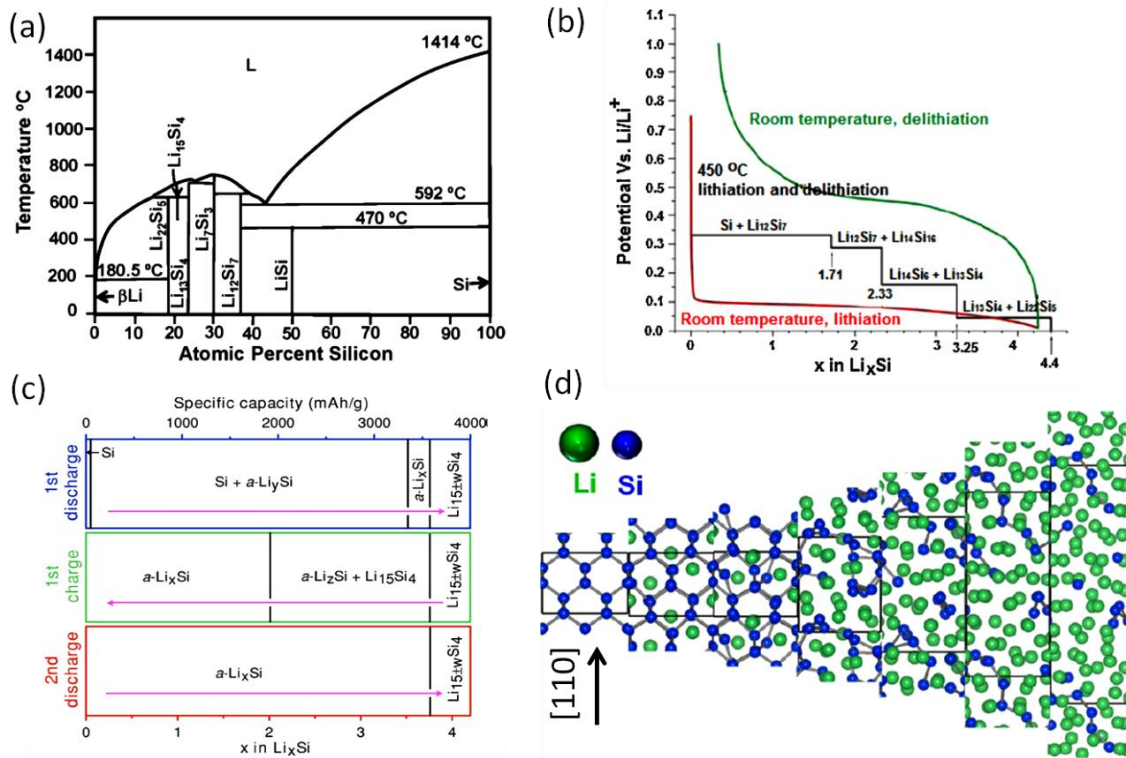 (a)
Temperature ºC
1400
1200
1000
800
600
400
200
0
L
1414 ºC
Li15Si4
Li22Si5
Li13Si4
Li7Si3
Li12Si7
LiSi
592 ºC
470 ºC
180.5 ºC
βLi
Si
0 10 20 30 40 50 60 70 80 90 100
Atomic Percent Silicon
(b)
Potentioal Vs. Li/Li+
1.1
1.0
0.9
0.8
0.7
0.6
0.5
0.4
0.3
0.2
0.1
0.0
Room temperature, delithiation
450 OC
lithiation and delithiation
Si + Li12Si7
Li12Si7 + Li14Si16
1.71
Li14Si6 + Li13Si4
2.33
Li13Si4 + Li22Si5
Room temperature, lithiation
3.25
4.4
0 1 2 3 4
x in LixSi
(c)
Specific capacity (mAh/g)
0 1000 2000 3000 4000
1st
discharge
Si
Si + a-LiySi
a-LixSi
Li15±wSi4
1st
charge
a-LixSi
a-LizSi + Li15Si4
Li15±wSi4
2nd
discharge
a-LixSi
Li15±wSi4
0 1 2 3 4
x in LixSi
(d)
Li Si
[110]